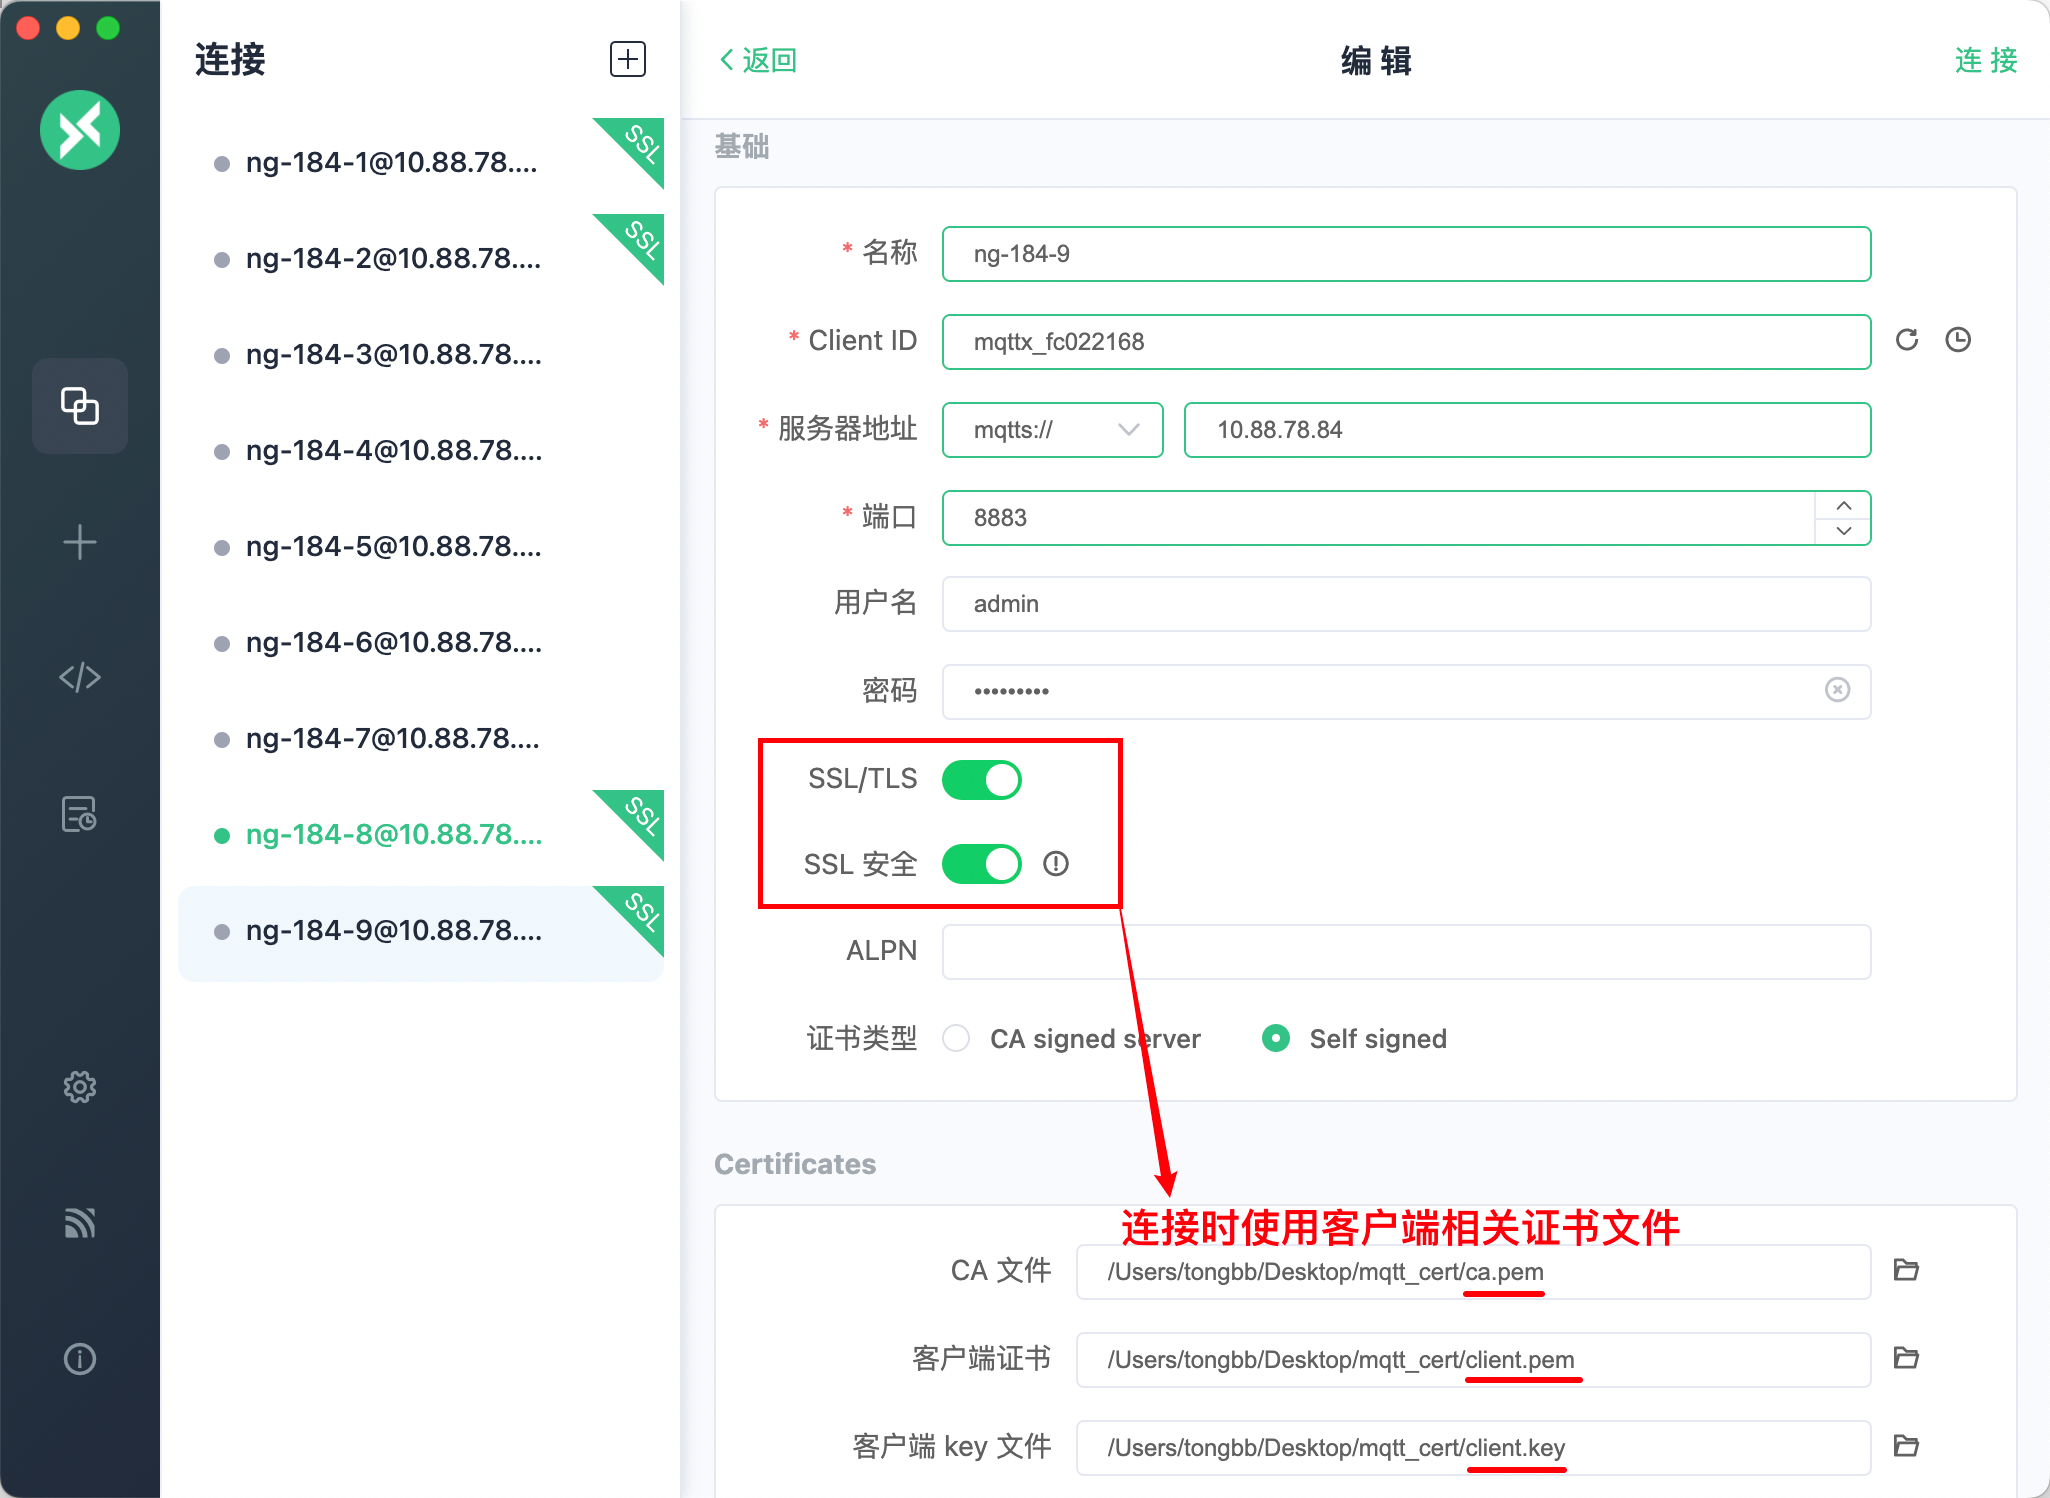 连接
SSL
ng-184-1@10.88.78....
SSL
ng-184-2@10.88.78....
ng-184-3@10.88.78....
ng-184-4@10.88.78....
ng-184-5@10.88.78....
ng-184-6@10.88.78....
ng-184-7@10.88.78....
SSL
ng-184-8@10.88.78....
SSL
ng-184-9@10.88.78....
返回
编 辑
连 接
基础
* 名称 ng-184-9
* Client ID mqttx_fc022168
* 服务器地址 mqtts:// 10.88.78.84
* 端口 8883
用户名 admin
密码 •••••••••
SSL/TLS
SSL 安全
ALPN
证书类型 CA signed server Self signed
Certificates
连接时使用客户端相关证书文件
CA 文件 /Users/tongbb/Desktop/mqtt_cert/ca.pem
客户端证书 /Users/tongbb/Desktop/mqtt_cert/client.pem
客户端 key 文件 /Users/tongbb/Desktop/mqtt_cert/client.key